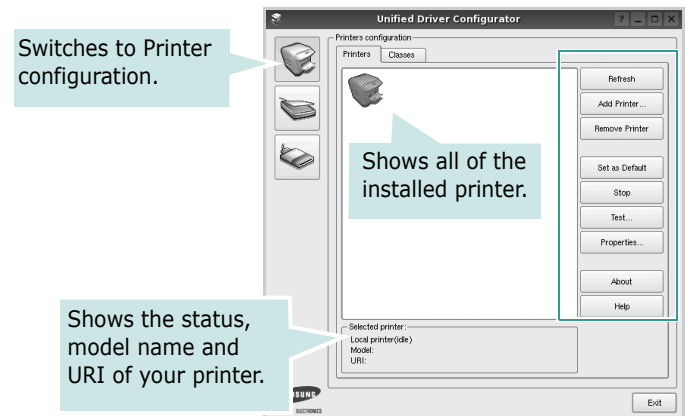 Unified Driver Configurator
Switches to Printer
configuration.
Printers configuration
Printers
Classes
Refresh
Add Printer...
Remove Printer
Shows all of the
installed printer.
Set as Default
Stop
Test...
Properties...
About
Help
Shows the status,
model name and
URI of your printer.
Selected printer:
Local printer(idle)
Model:
URI:
SUNG
ELECTRONICS
Exit